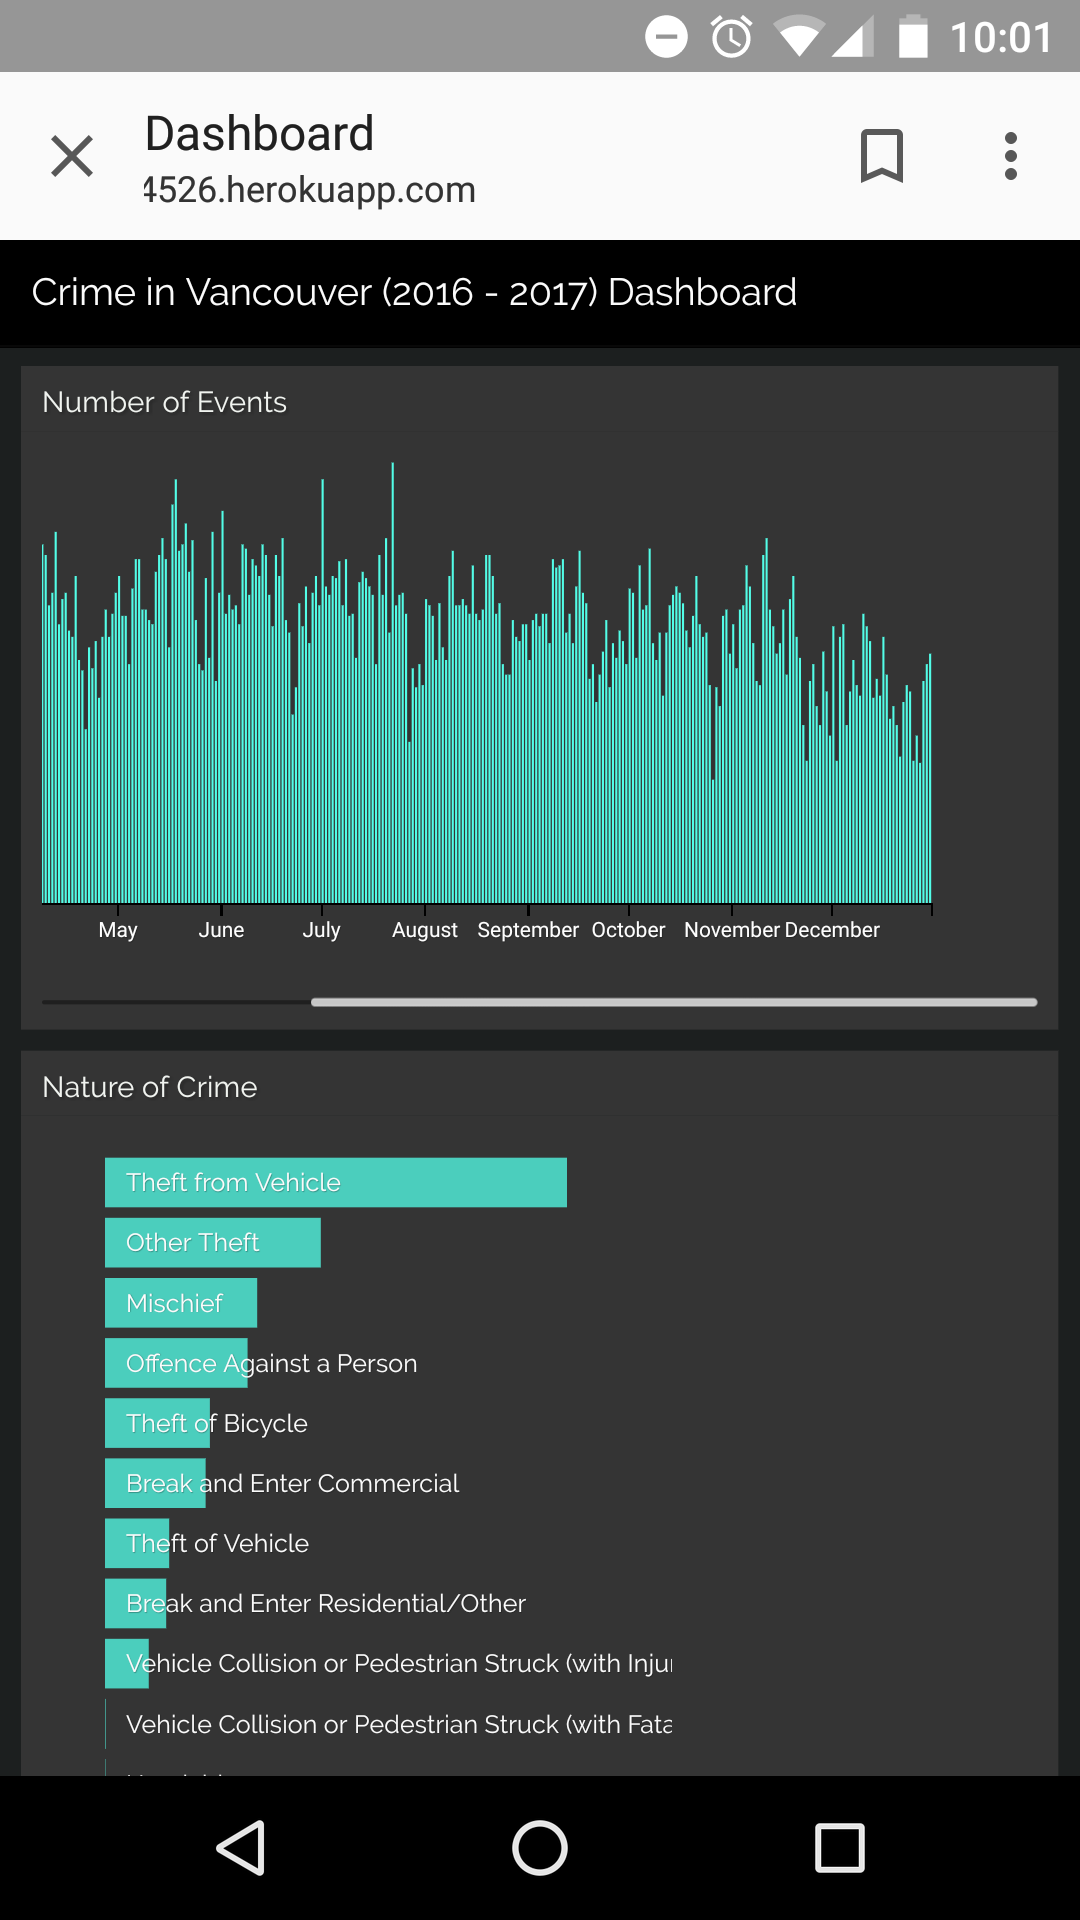 10:01
Dashboard
4526.herokuapp.com
Crime in Vancouver (2016 - 2017) Dashboard
Number of Events
May June July August September October November December
Nature of Crime
Theft from Vehicle
Other Theft
Mischief
Offence Against a Person
Theft of Bicycle
Break and Enter Commercial
Theft of Vehicle
Break and Enter Residential/Other
Vehicle Collision or Pedestrian Struck (with Injur
Vehicle Collision or Pedestrian Struck (with Fata